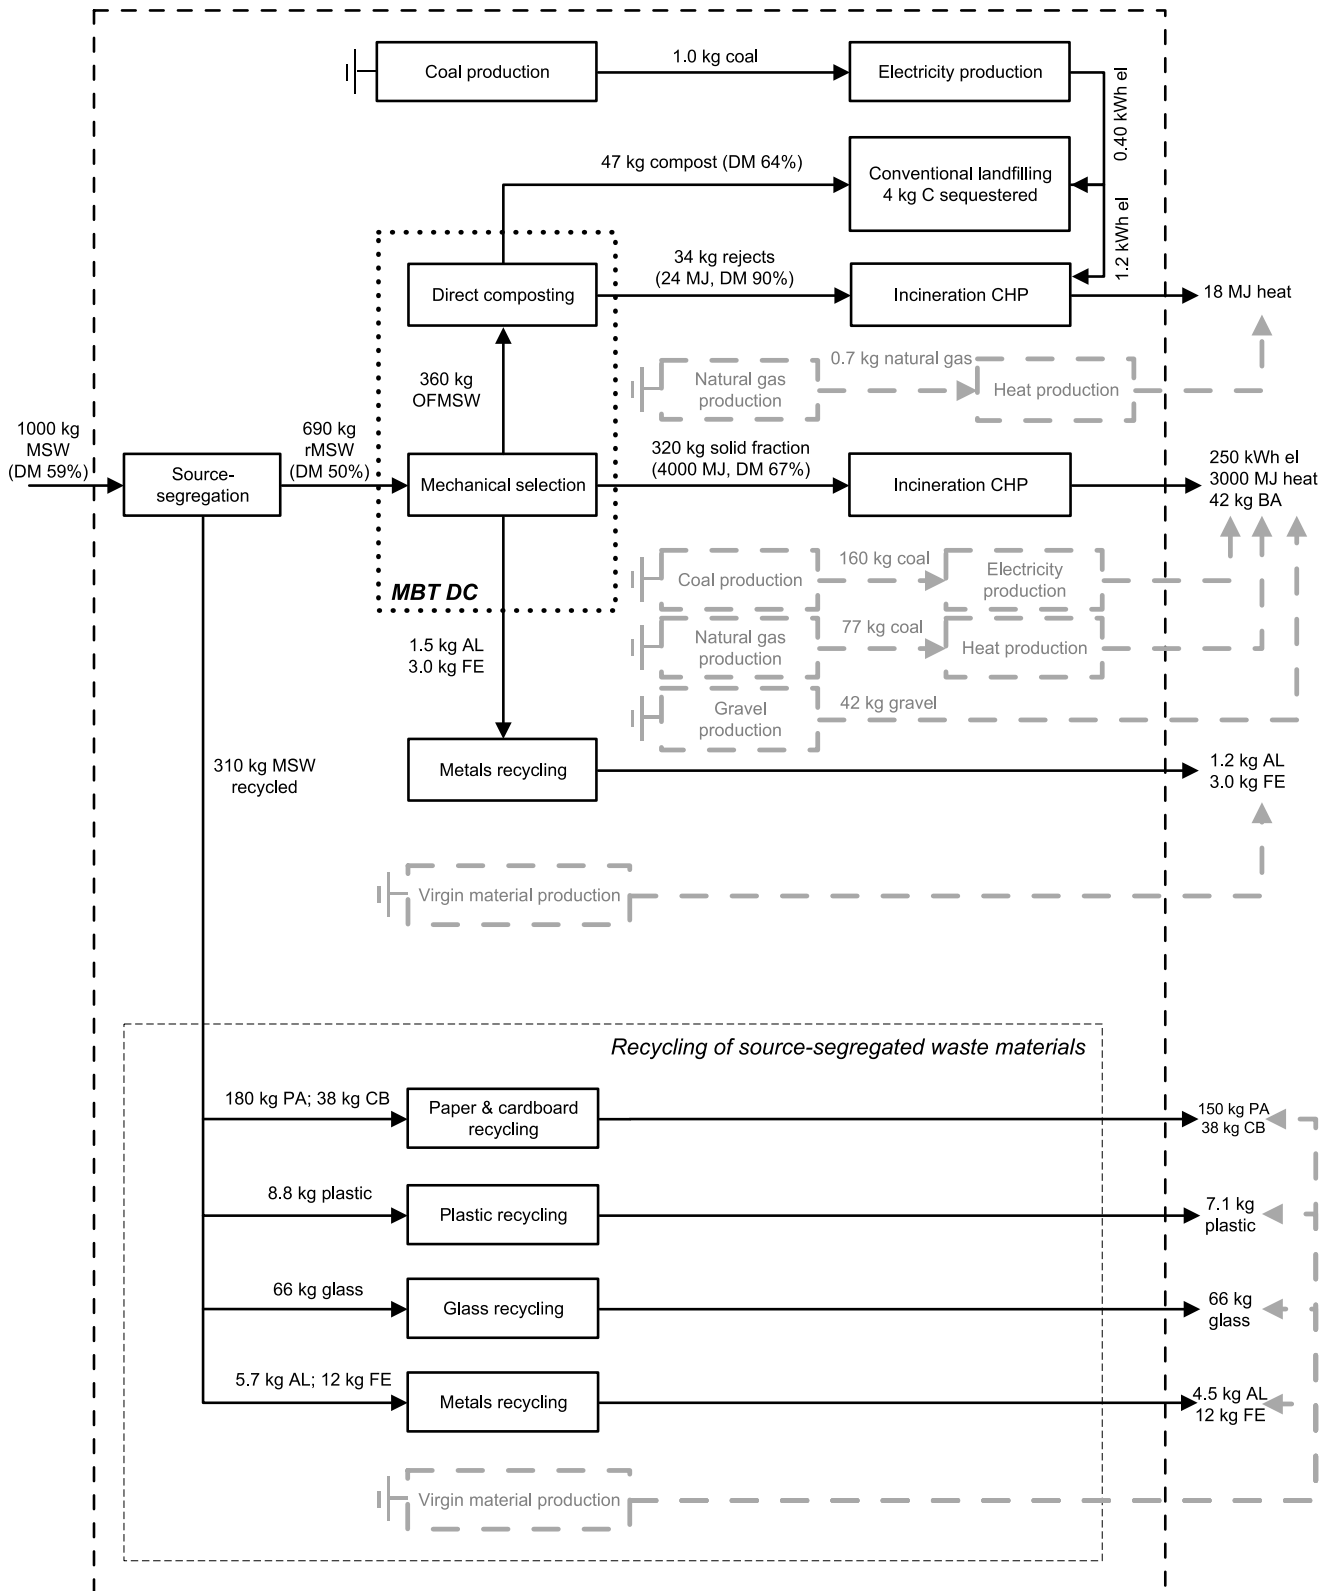 Coal production
1.0 kg coal
Electricity production
0.40 kWh el
47 kg compost (DM 64%)
Conventional landfilling
4 kg C sequestered
1.2 kWh el
Direct composting
34 kg rejects
(24 MJ, DM 90%)
Incineration CHP
18 MJ heat
360 kg
OFMSW
Natural gas
production
0.7 kg natural gas
Heat production
1000 kg
MSW
(DM 59%)
Source-
segregation
690 kg
rMSW
(DM 50%)
Mechanical selection
320 kg solid fraction
(4000 MJ, DM 67%)
Incineration CHP
250 kWh el
3000 MJ heat
42 kg BA
MBT DC
Coal production
160 kg coal
Electricity
production
1.5 kg AL
3.0 kg FE
Natural gas
production
77 kg coal
Heat production
Gravel
production
42 kg gravel
310 kg MSW
recycled
Metals recycling
1.2 kg AL
3.0 kg FE
Virgin material production
Recycling of source-segregated waste materials
180 kg PA; 38 kg CB
Paper & cardboard
recycling
150 kg PA
38 kg CB
8.8 kg plastic
Plastic recycling
7.1 kg
plastic
66 kg glass
Glass recycling
66 kg
glass
5.7 kg AL; 12 kg FE
Metals recycling
4.5 kg AL
12 kg FE
Virgin material production